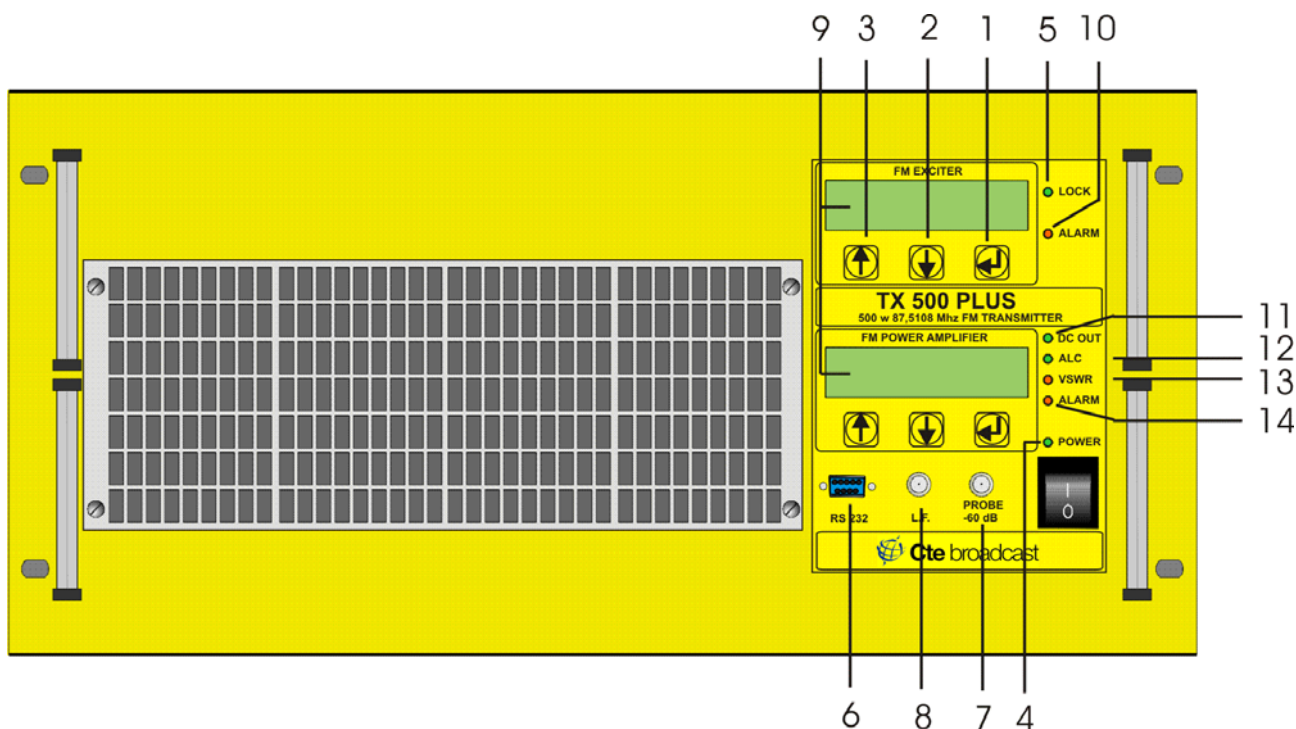 9 3 2 1 5 10
FM EXCITER
LOCK
ALARM
TX 500 PLUS
500 w 87,5108 Mhz FM TRANSMITTER
11
FM POWER AMPLIFIER
DC OUT
12
ALC
13
VSWR
ALARM
14
POWER
I
0
RS 232
L.F.
PROBE
-60 dB
Cte broadcast
6 8 7 4